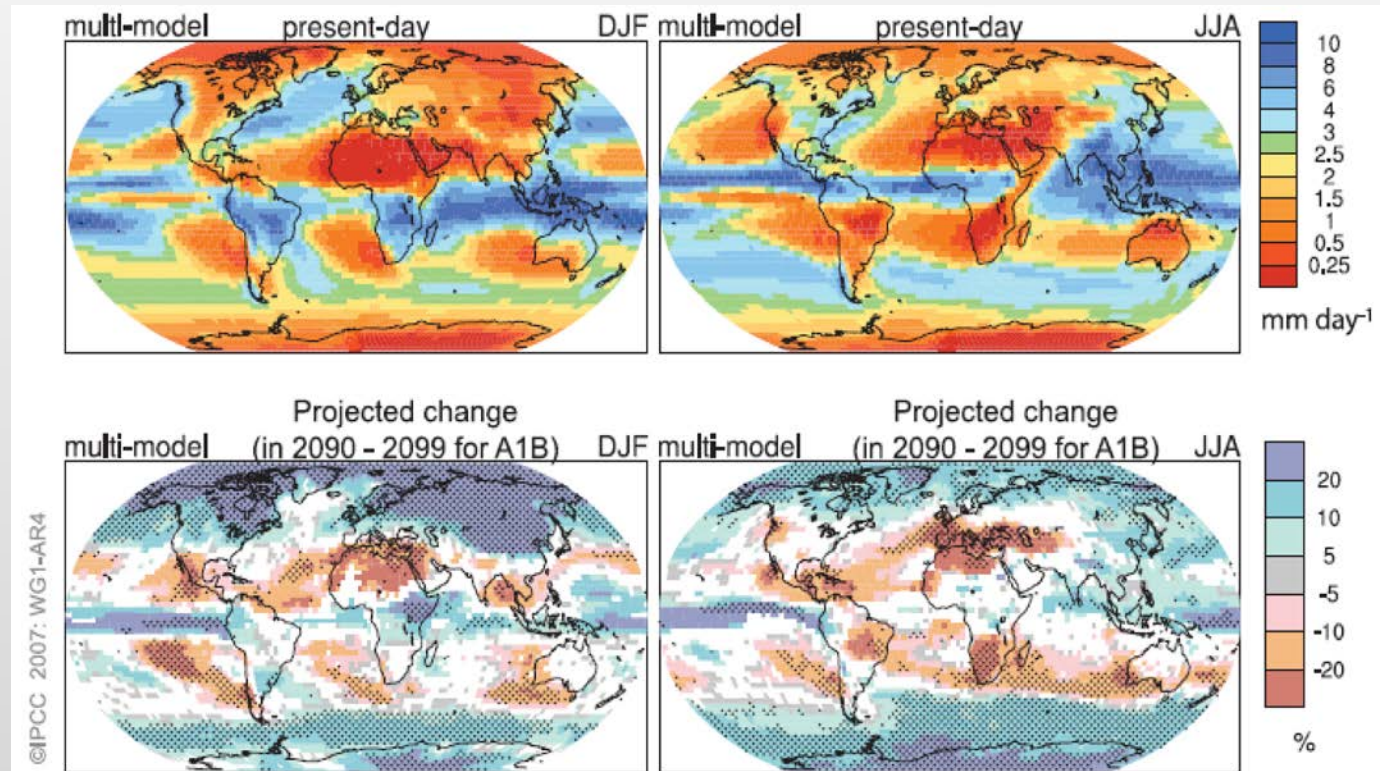 multi-model present-day DJF
multi-model present-day JJA
10
8
6
4
3
2.5
2
1.5
1
0.5
0.25
mm day-1
Projected change
multi-model (in 2090 - 2099 for A1B) DJF
Projected change
multi-model (in 2090 - 2099 for A1B) JJA
20
10
5
-5
-10
-20
%
©IPCC 2007: WG1-AR4